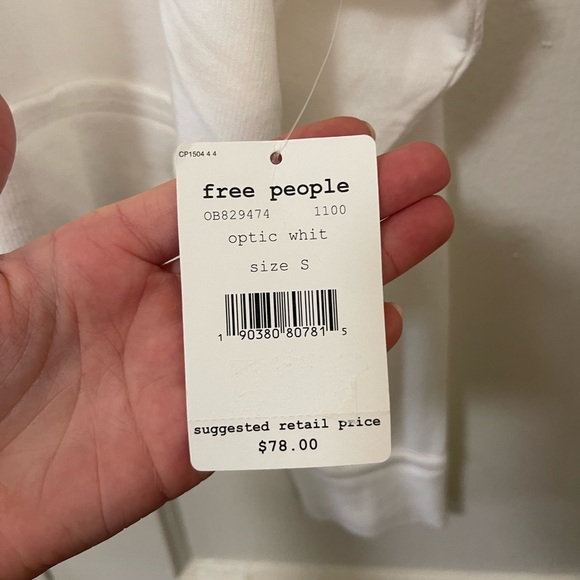 CP1504 4 4
free people
OB829474 1100
optic whit
size S
1 90380 80781 5
suggested retail price
$78.00